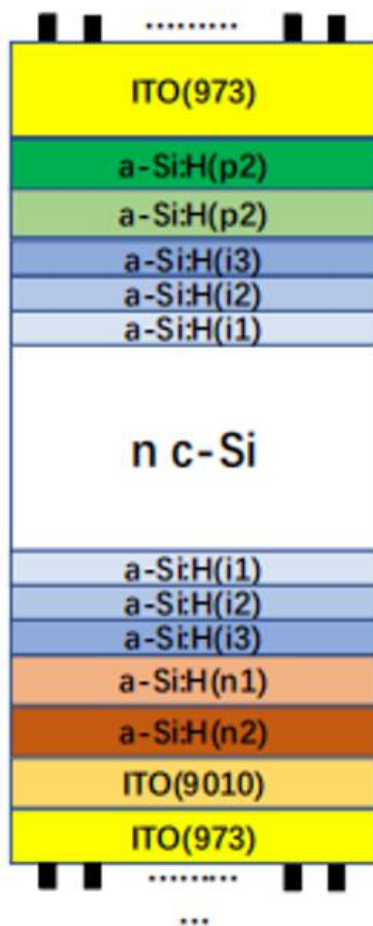 ITO(973)
a-Si:H(p2)
a-Si:H(p2)
a-Si:H(i3)
a-Si:H(i2)
a-Si:H(i1)
n c-Si
a-Si:H(i1)
a-Si:H(i2)
a-Si:H(i3)
a-Si:H(n1)
a-Si:H(n2)
ITO(9010)
ITO(973)
...